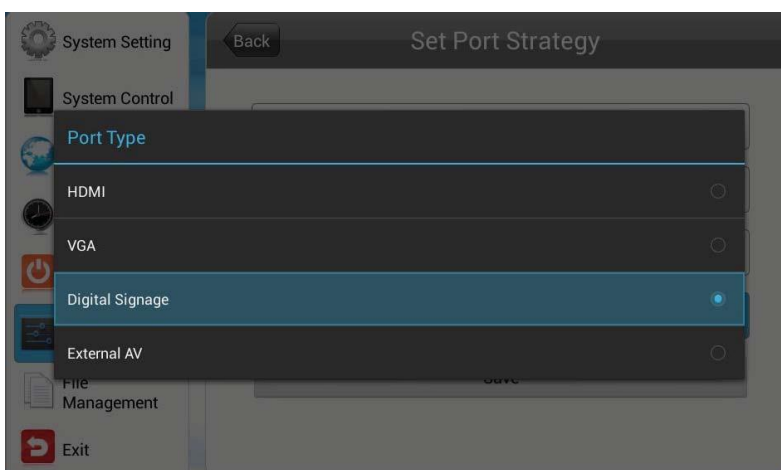 System Setting
Back
Set Port Strategy
System Control
Port Type
HDMI
VGA
Digital Signage
External AV
File
Save
Management
Exit